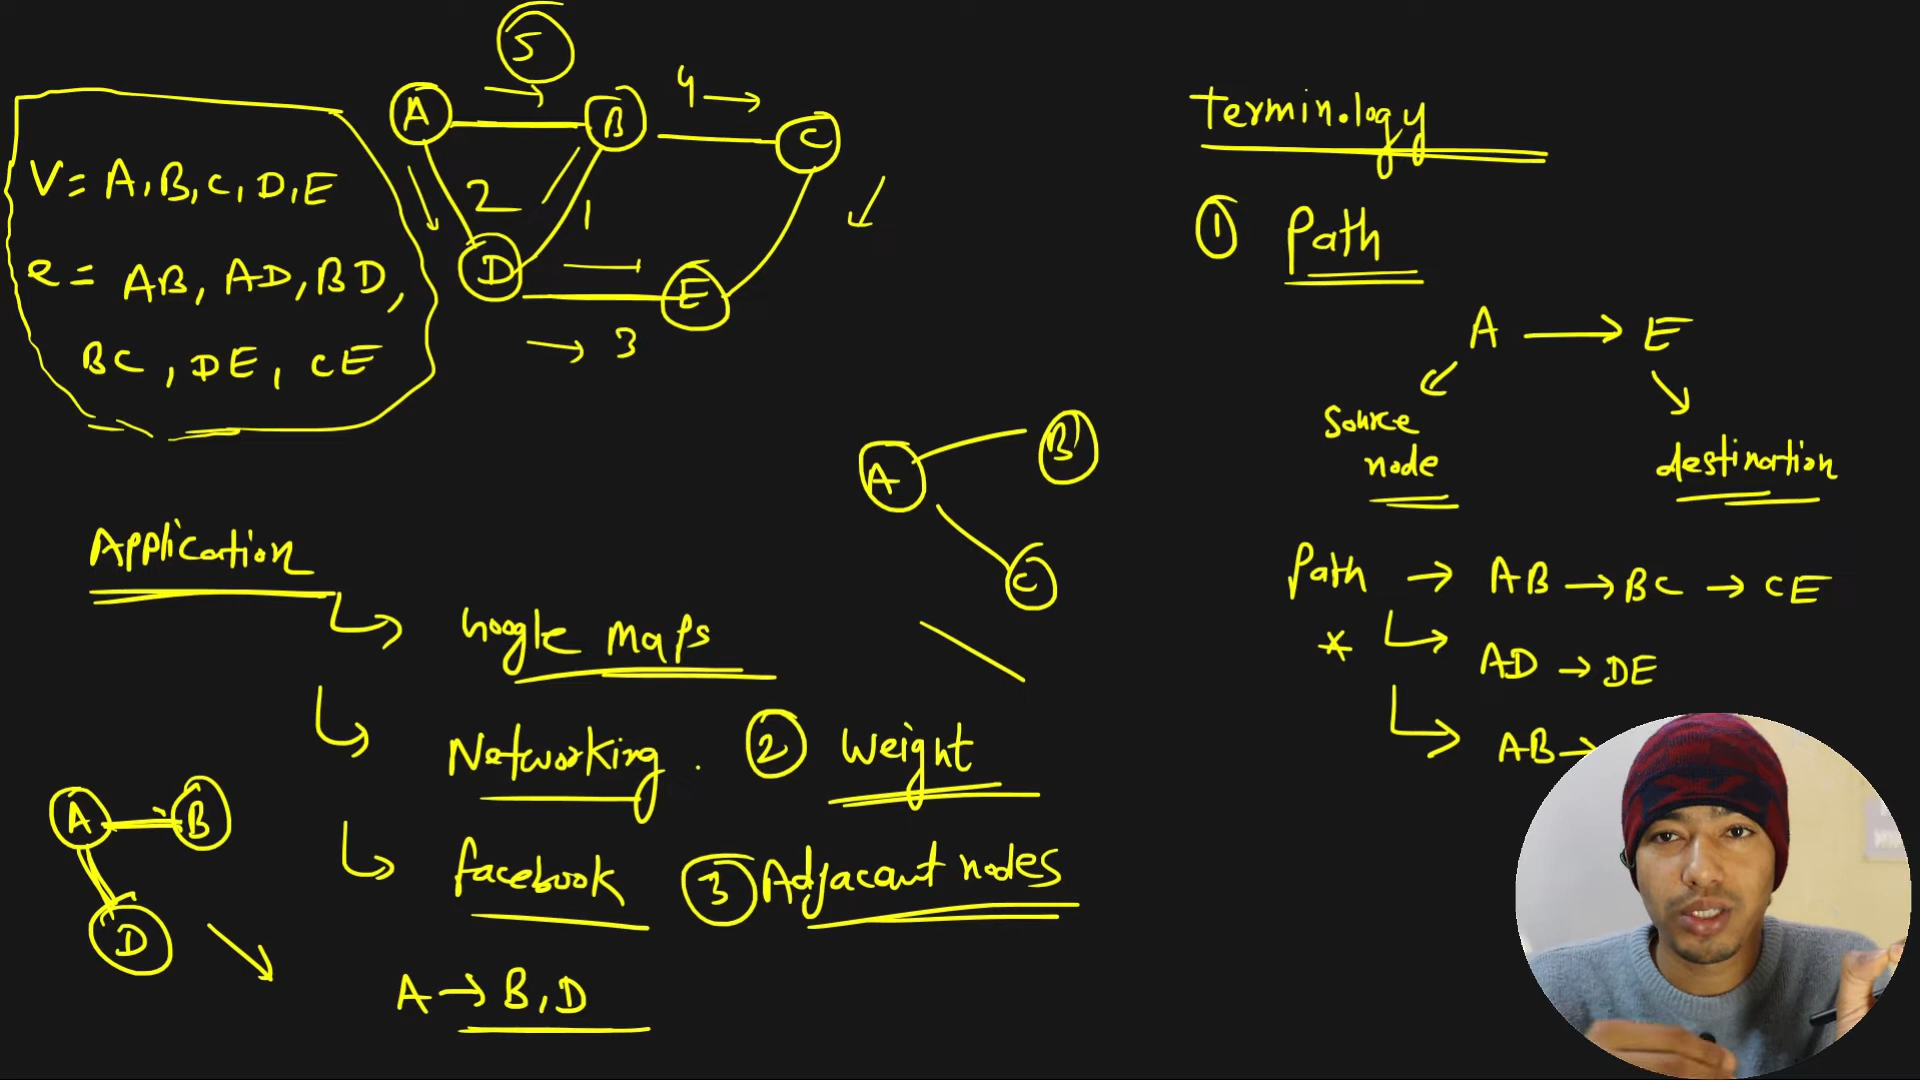 5
A
B
4
C
2
1
D
E
3
V = A, B, C, D, E
e = AB, AD, BD,
BC, DE, CE
Terminology
① Path
A → E
Source
node
destination
Path → AB → BC → CE
* AD → DE
AB →
A
B
C
Application
Google Maps
Networking
② Weight
facebook
③ Adjacant nodes
A
B
D
A → B, D